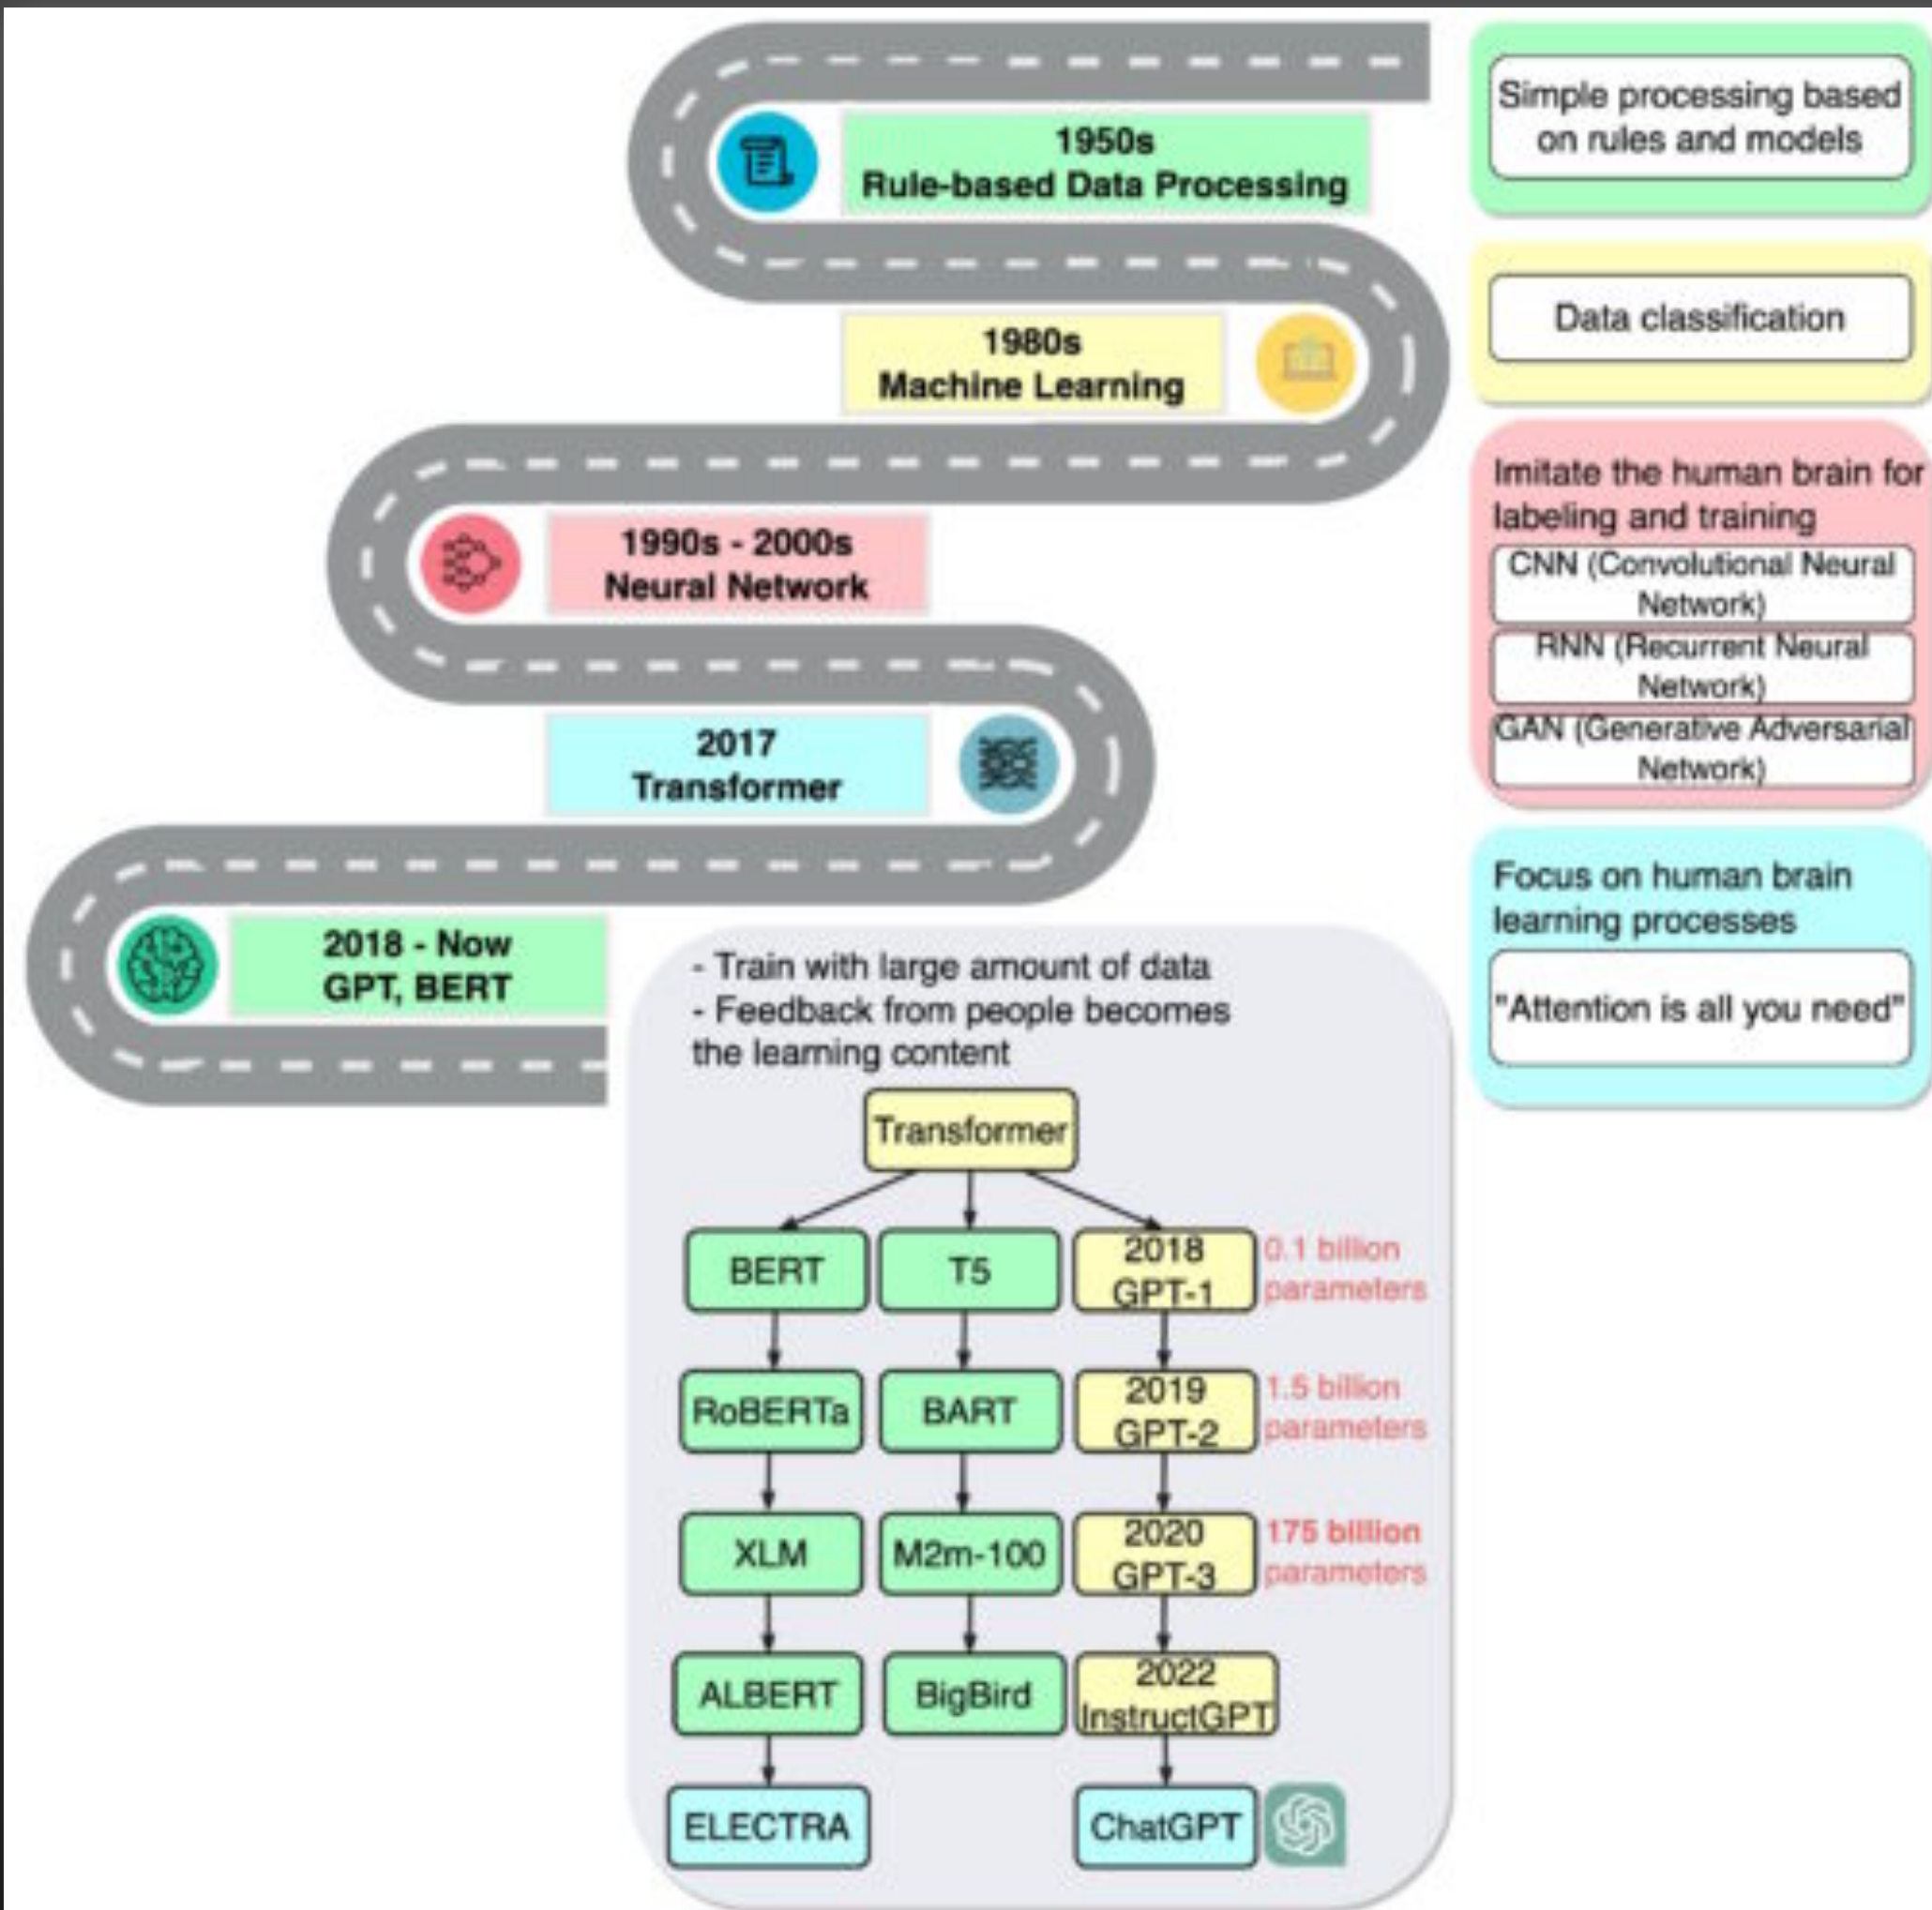 1950s
Rule-based Data Processing
Simple processing based
on rules and models
1980s
Machine Learning
Data classification
1990s - 2000s
Neural Network
Imitate the human brain for
labeling and training
CNN (Convolutional Neural
Network)
RNN (Recurrent Neural
Network)
GAN (Generative Adversarial
Network)
2017
Transformer
Focus on human brain
learning processes
"Attention is all you need"
2018 - Now
GPT, BERT
- Train with large amount of data
- Feedback from people becomes
the learning content
Transformer
BERT
T5
2018
GPT-1
0.1 billion
parameters
RoBERTa
BART
2019
GPT-2
1.5 billion
parameters
XLM
M2m-100
2020
GPT-3
175 billion
parameters
ALBERT
BigBird
2022
InstructGPT
ELECTRA
ChatGPT